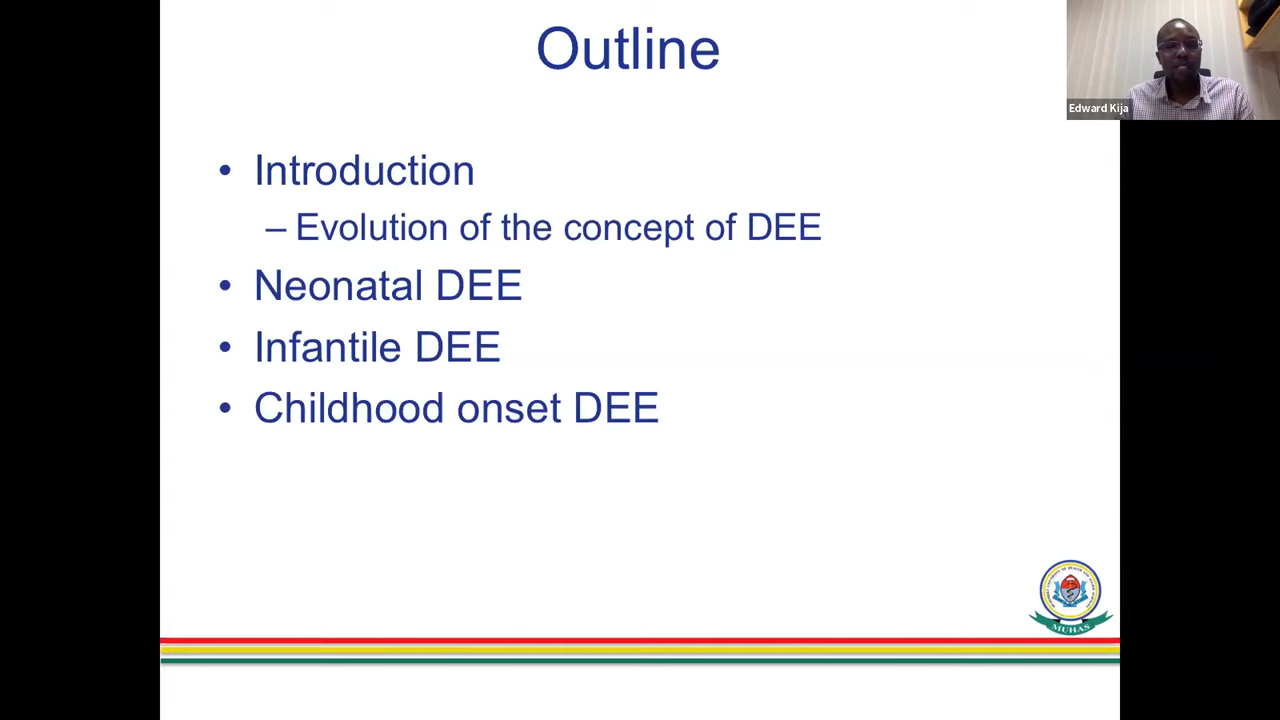 Outline
Edward Kija
• Introduction
– Evolution of the concept of DEE
• Neonatal DEE
• Infantile DEE
• Childhood onset DEE
MUHAS